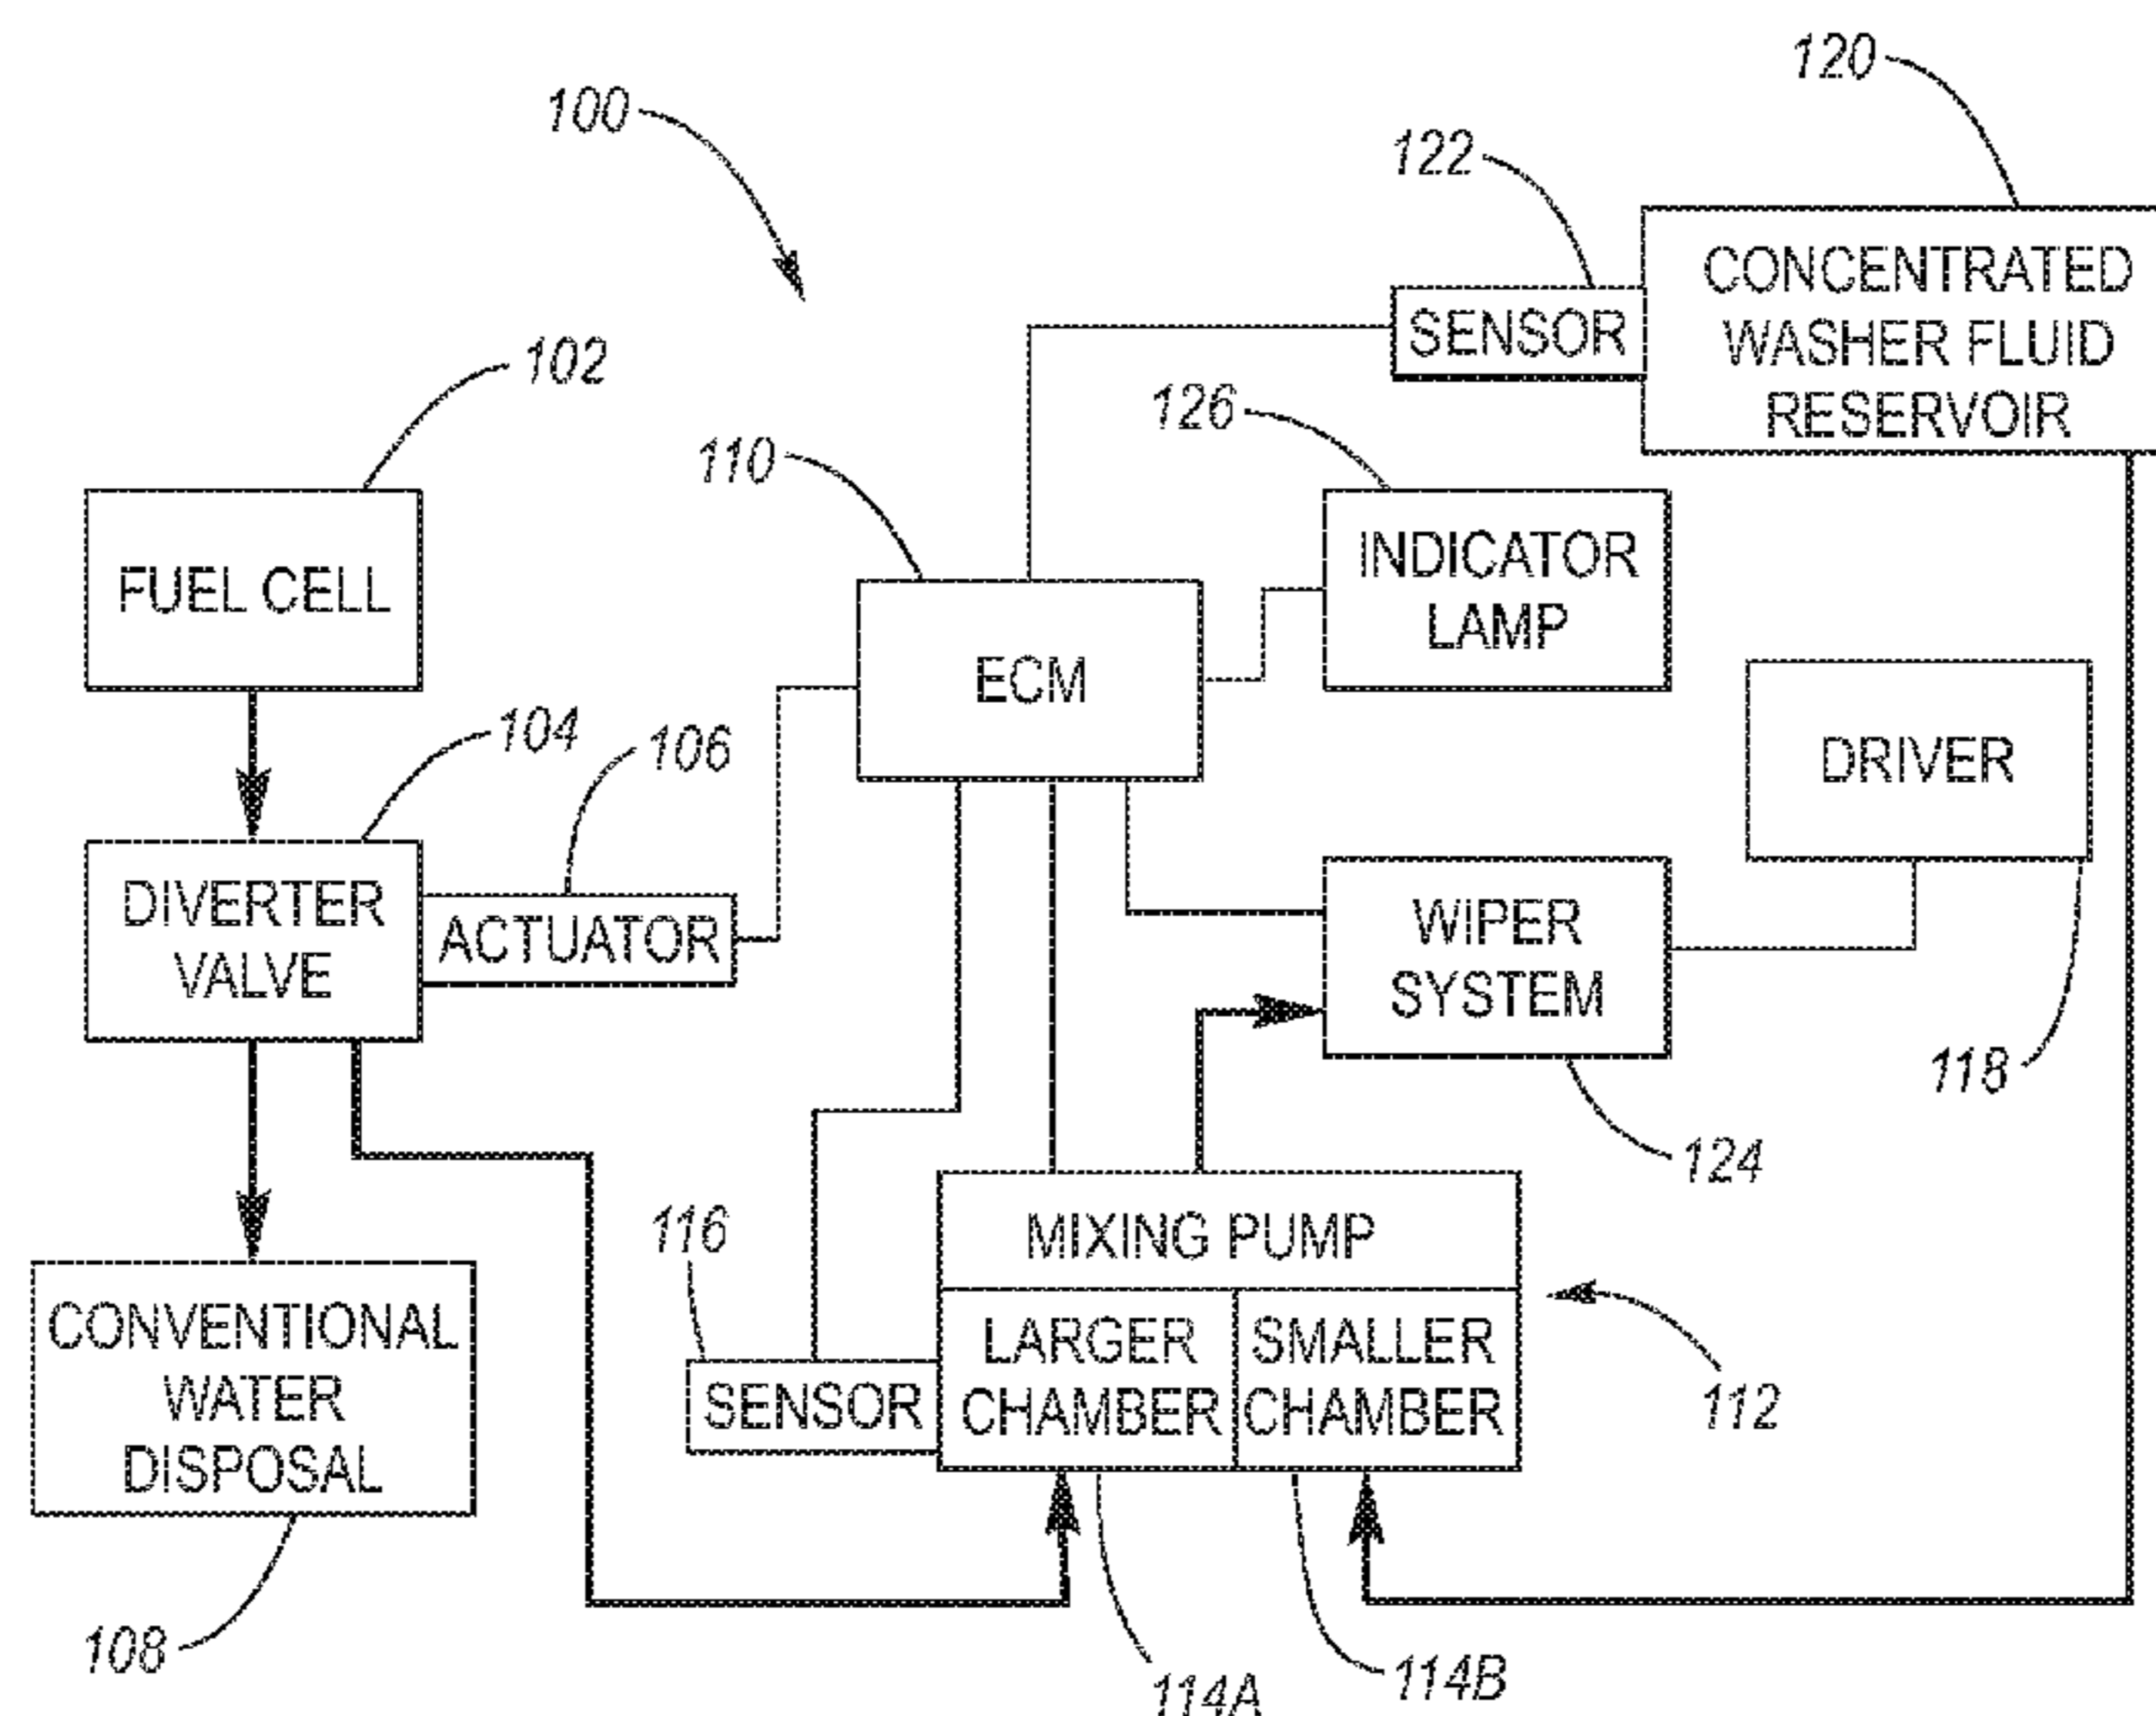 120
100
122
CONCENTRATED
WASHER FLUID
RESERVOIR
SENSOR
102
126
110
INDICATOR
LAMP
FUEL CELL
ECM
104
106
DRIVER
DIVERTER
VALVE
ACTUATOR
WIPER
SYSTEM
118
124
116
MIXING PUMP
CONVENTIONAL
WATER
DISPOSAL
SENSOR
LARGER
CHAMBER
SMALLER
CHAMBER
112
108
114A
114B